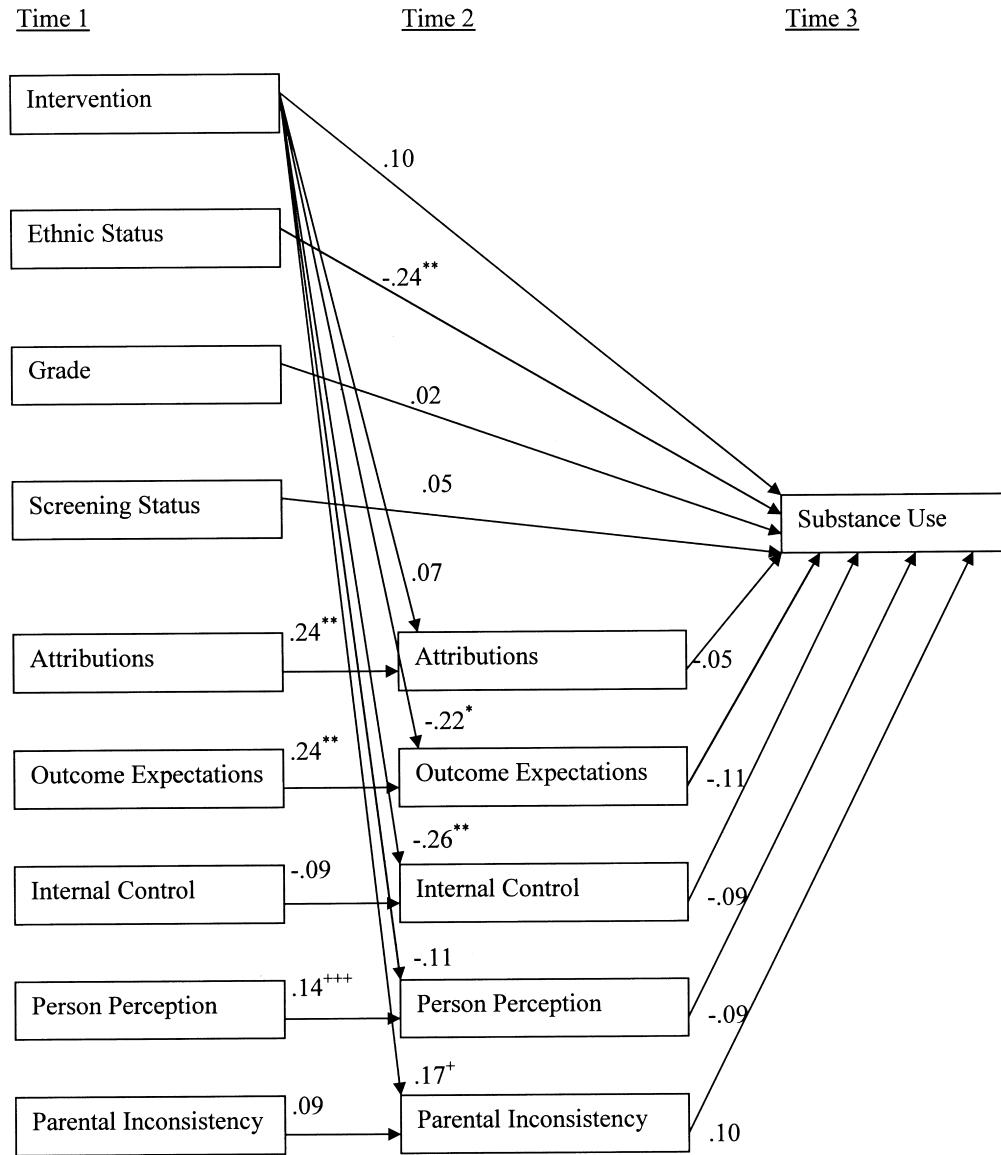 Time 1 Time 2 Time 3
Intervention
.10
Ethnic Status
-.24**
Grade
.02
Screening Status
.05
Substance Use
.07
Attributions
.24**
Attributions
-.05
-.22*
Outcome Expectations
.24**
Outcome Expectations
-.11
-.26**
Internal Control
-.09
Internal Control
-.09
-.11
Person Perception
.14+++
Person Perception
-.09
.17+
Parental Inconsistency
.09
Parental Inconsistency
.10